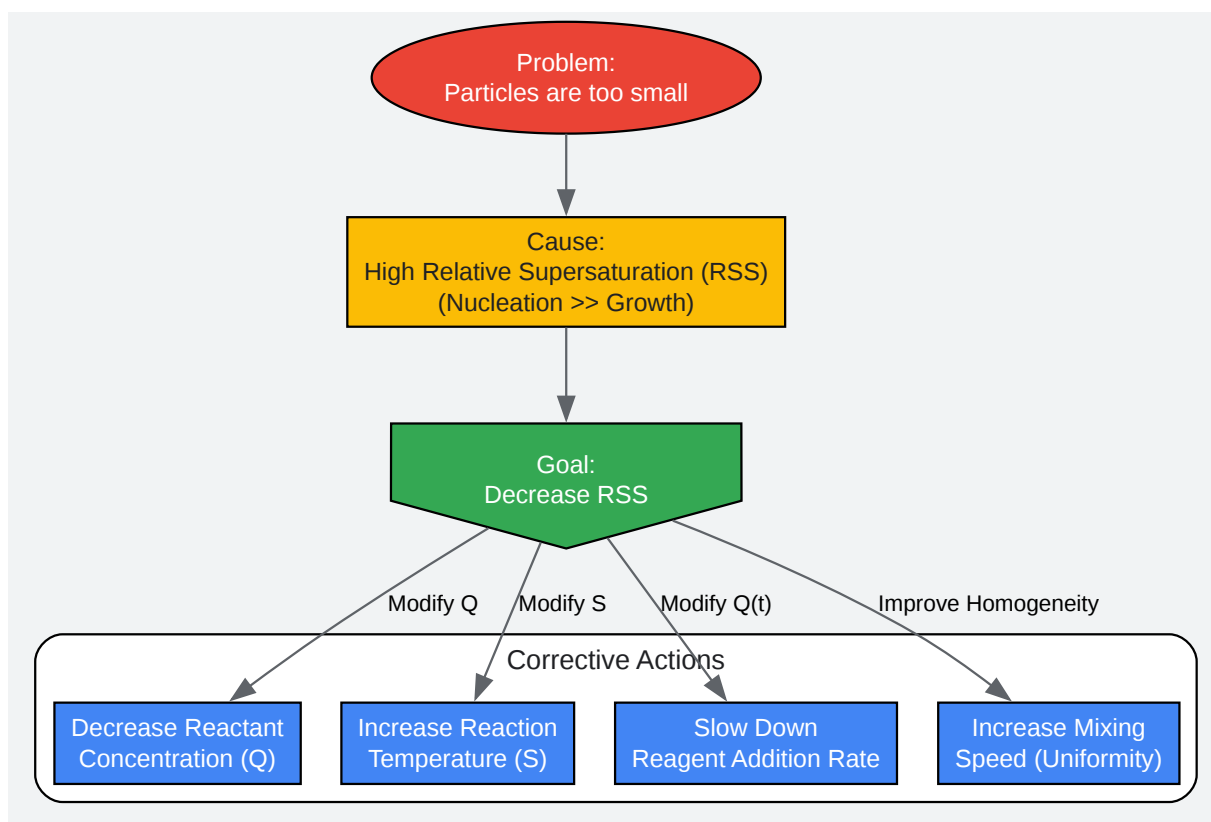 Problem:
Particles are too small
Cause:
High Relative Supersaturation (RSS)
(Nucleation >> Growth)
Goal:
Decrease RSS
Modify Q
Modify S
Modify Q(t)
Improve Homogeneity
Corrective Actions
Decrease Reactant
Concentration (Q)
Increase Reaction
Temperature (S)
Slow Down
Reagent Addition Rate
Increase Mixing
Speed (Uniformity)